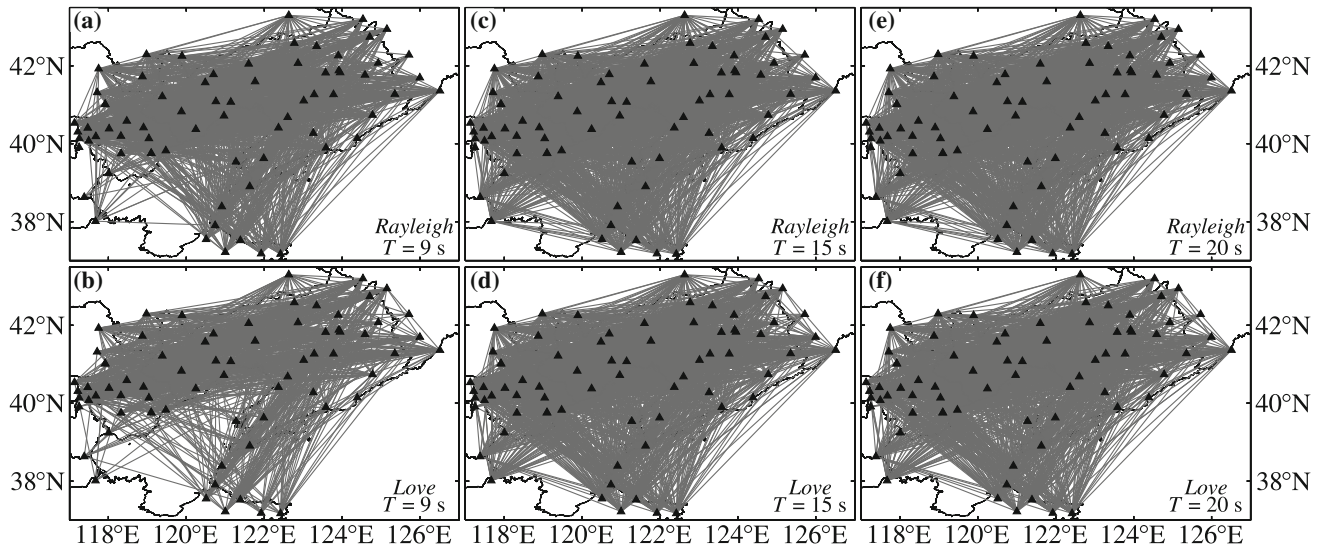 (a)
(c)
(e)
42°N
40°N
38°N
42°N
40°N
38°N
Rayleigh
T = 9 s
Rayleigh
T = 15 s
Rayleigh
T = 20 s
(b)
(d)
(f)
42°N
40°N
38°N
42°N
40°N
38°N
Love
T = 9 s
Love
T = 15 s
Love
T = 20 s
118°E 120°E 122°E 124°E 126°E
118°E 120°E 122°E 124°E 126°E
118°E 120°E 122°E 124°E 126°E